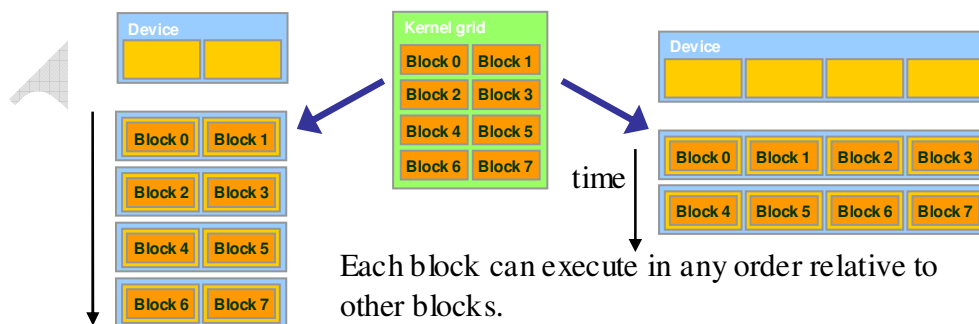 Device
Block 0 Block 1
Block 2 Block 3
Block 4 Block 5
Block 6 Block 7
Kernel grid
Block 0 Block 1
Block 2 Block 3
Block 4 Block 5
Block 6 Block 7
Device
Block 0 Block 1 Block 2 Block 3
Block 4 Block 5 Block 6 Block 7
time
Each block can execute in any order relative to
other blocks.